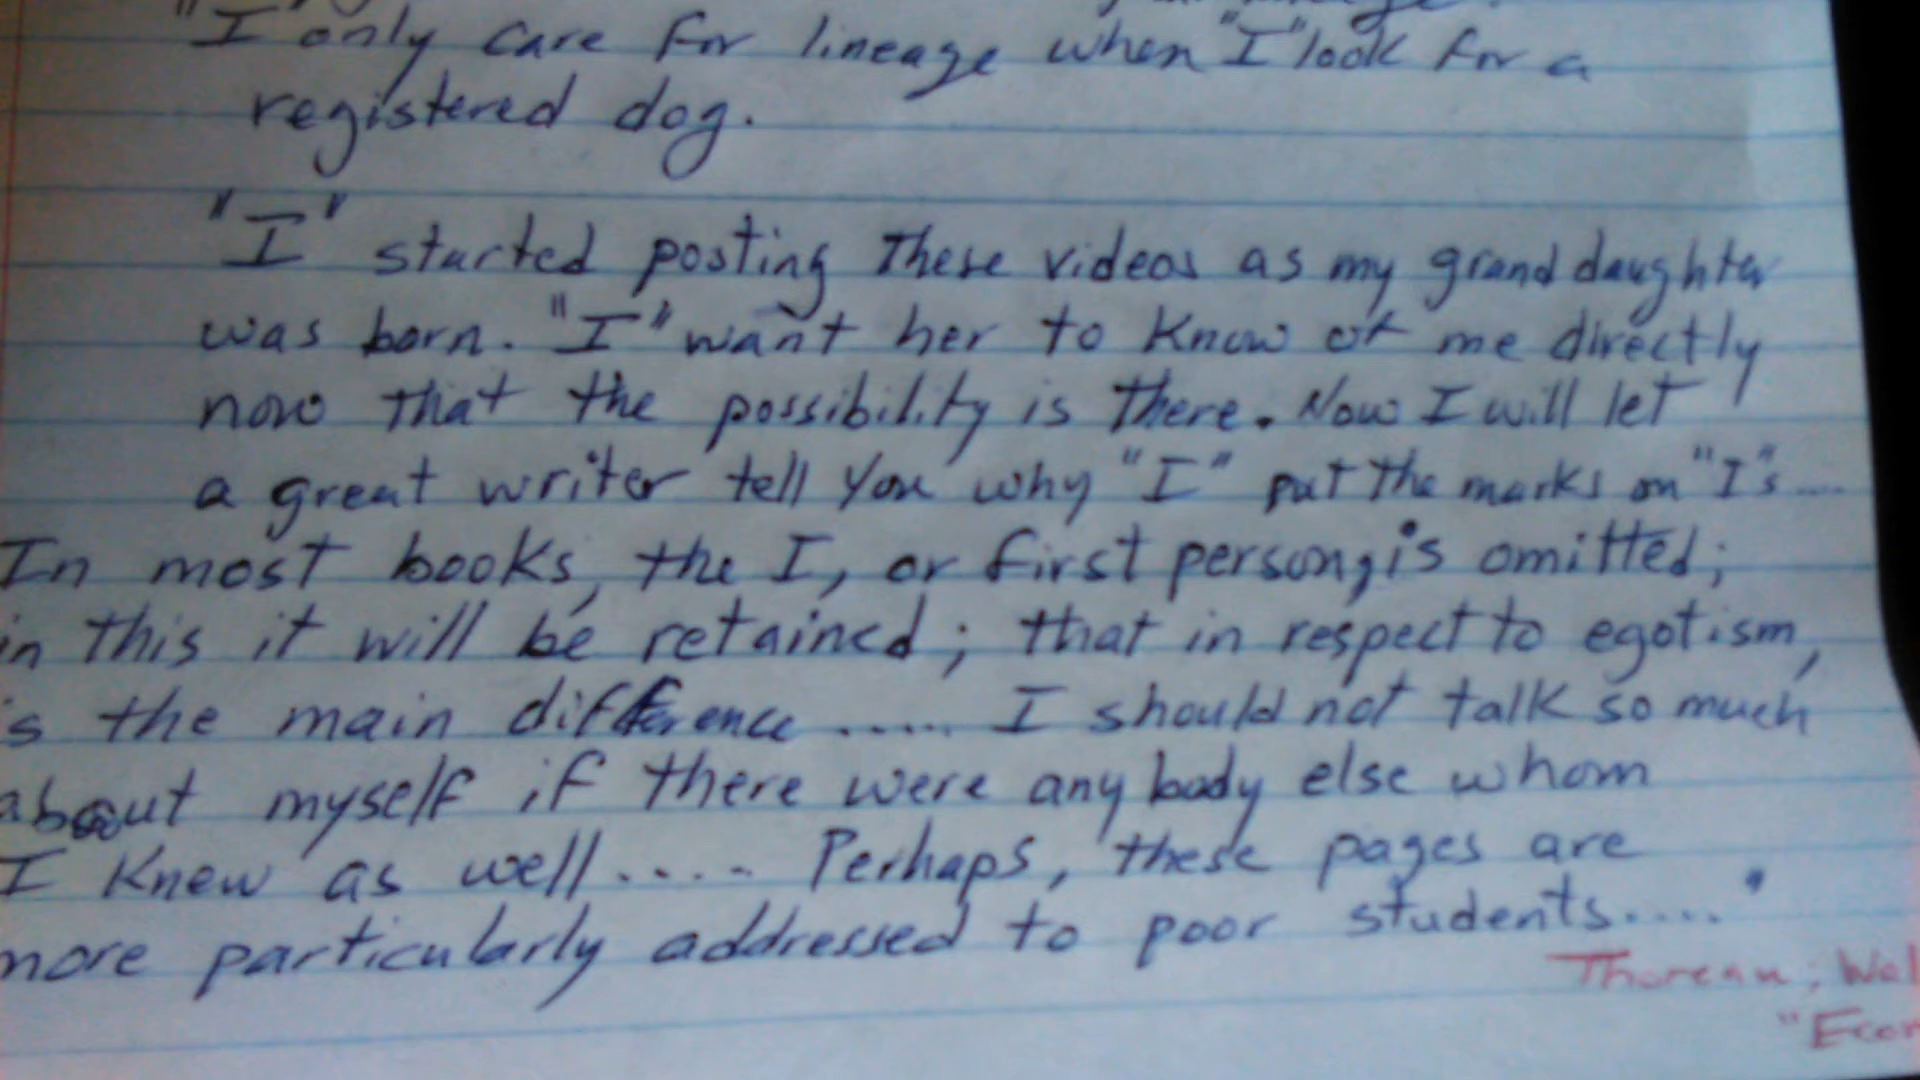 "I" only care for lineage when "I" look for a
registered dog.
"I" started posting these videos as my granddaughter
was born. "I" want her to know of me directly
now that the possibility is there. Now I will let
a great writer tell you why "I" put the marks on "I"s....
In most books, the I, or first person, is omitted;
in this it will be retained; that in respect to egotism,
is the main difference ..... I should not talk so much
about myself if there were any body else whom
I knew as well..... Perhaps, these pages are
more particularly addressed to poor students....."
Thoreau; Wal
"Econ